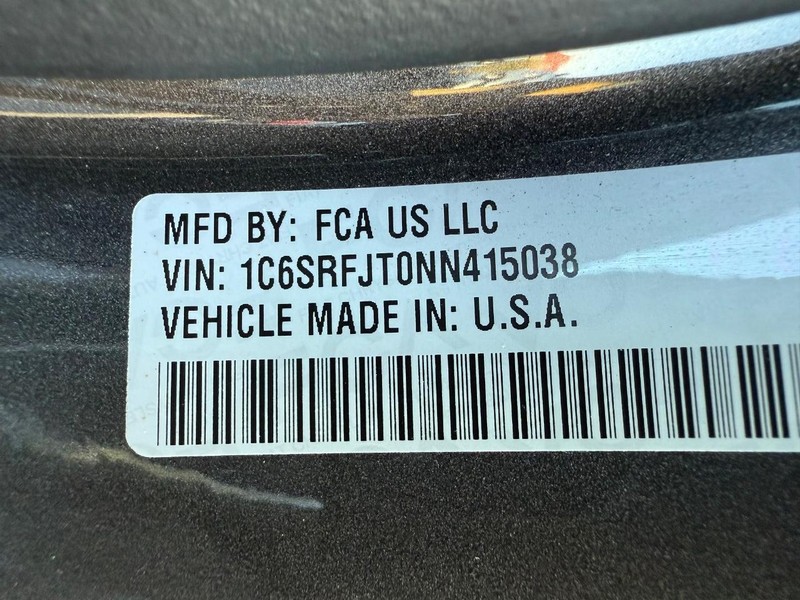 MFD BY: FCA US LLC
VIN: 1C6SRFJT0NN415038
VEHICLE MADE IN: U.S.A.